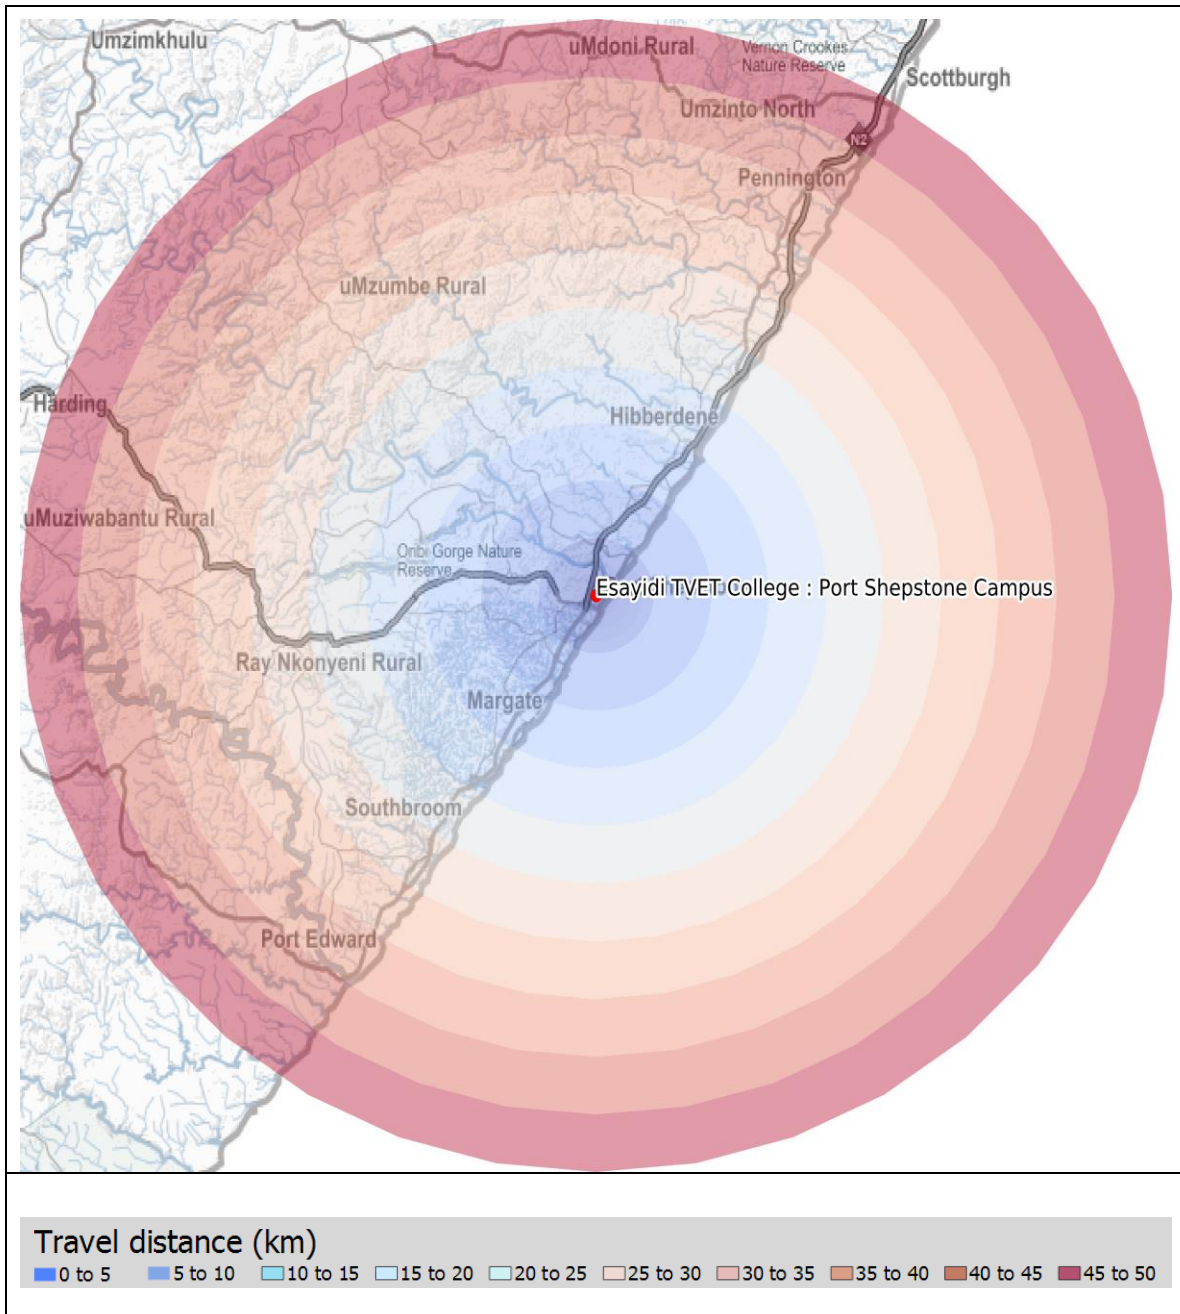 Umzimkhulu
uMdoni Rural
Vernon Crookes
Nature Reserve
Scottburgh
Umzinto North
N2
Pennington
uMzumbe Rural
Harding
Hibberdene
uMuziwabantu Rural
Oribi Gorge Nature
Reserve
Esayidi TVET College : Port Shepstone Campus
Ray Nkonyeni Rural
Margate
Southbroom
Port Edward
Travel distance (km)
0 to 5 5 to 10 10 to 15 15 to 20 20 to 25 25 to 30 30 to 35 35 to 40 40 to 45 45 to 50